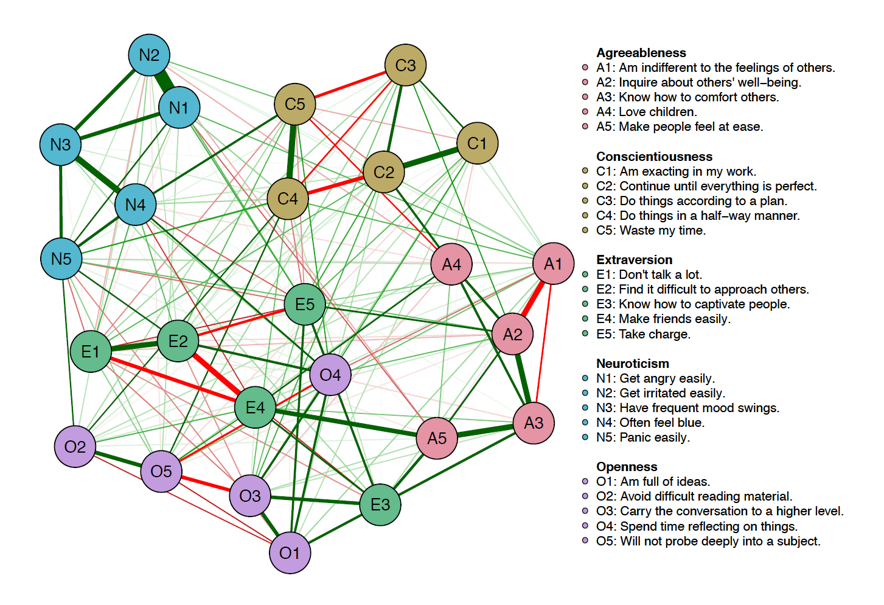 N2
C3
C5
N1
N3
C1
C2
C4
N4
N5
A4
A1
E5
A2
E2
E1
O4
E4
A3
A5
O2
O5
O3
E3
O1
Agreeableness
A1: Am indifferent to the feelings of others.
A2: Inquire about others' well−being.
A3: Know how to comfort others.
A4: Love children.
A5: Make people feel at ease.
Conscientiousness
C1: Am exacting in my work.
C2: Continue until everything is perfect.
C3: Do things according to a plan.
C4: Do things in a half−way manner.
C5: Waste my time.
Extraversion
E1: Don't talk a lot.
E2: Find it difficult to approach others.
E3: Know how to captivate people.
E4: Make friends easily.
E5: Take charge.
Neuroticism
N1: Get angry easily.
N2: Get irritated easily.
N3: Have frequent mood swings.
N4: Often feel blue.
N5: Panic easily.
Openness
O1: Am full of ideas.
O2: Avoid difficult reading material.
O3: Carry the conversation to a higher level.
O4: Spend time reflecting on things.
O5: Will not probe deeply into a subject.